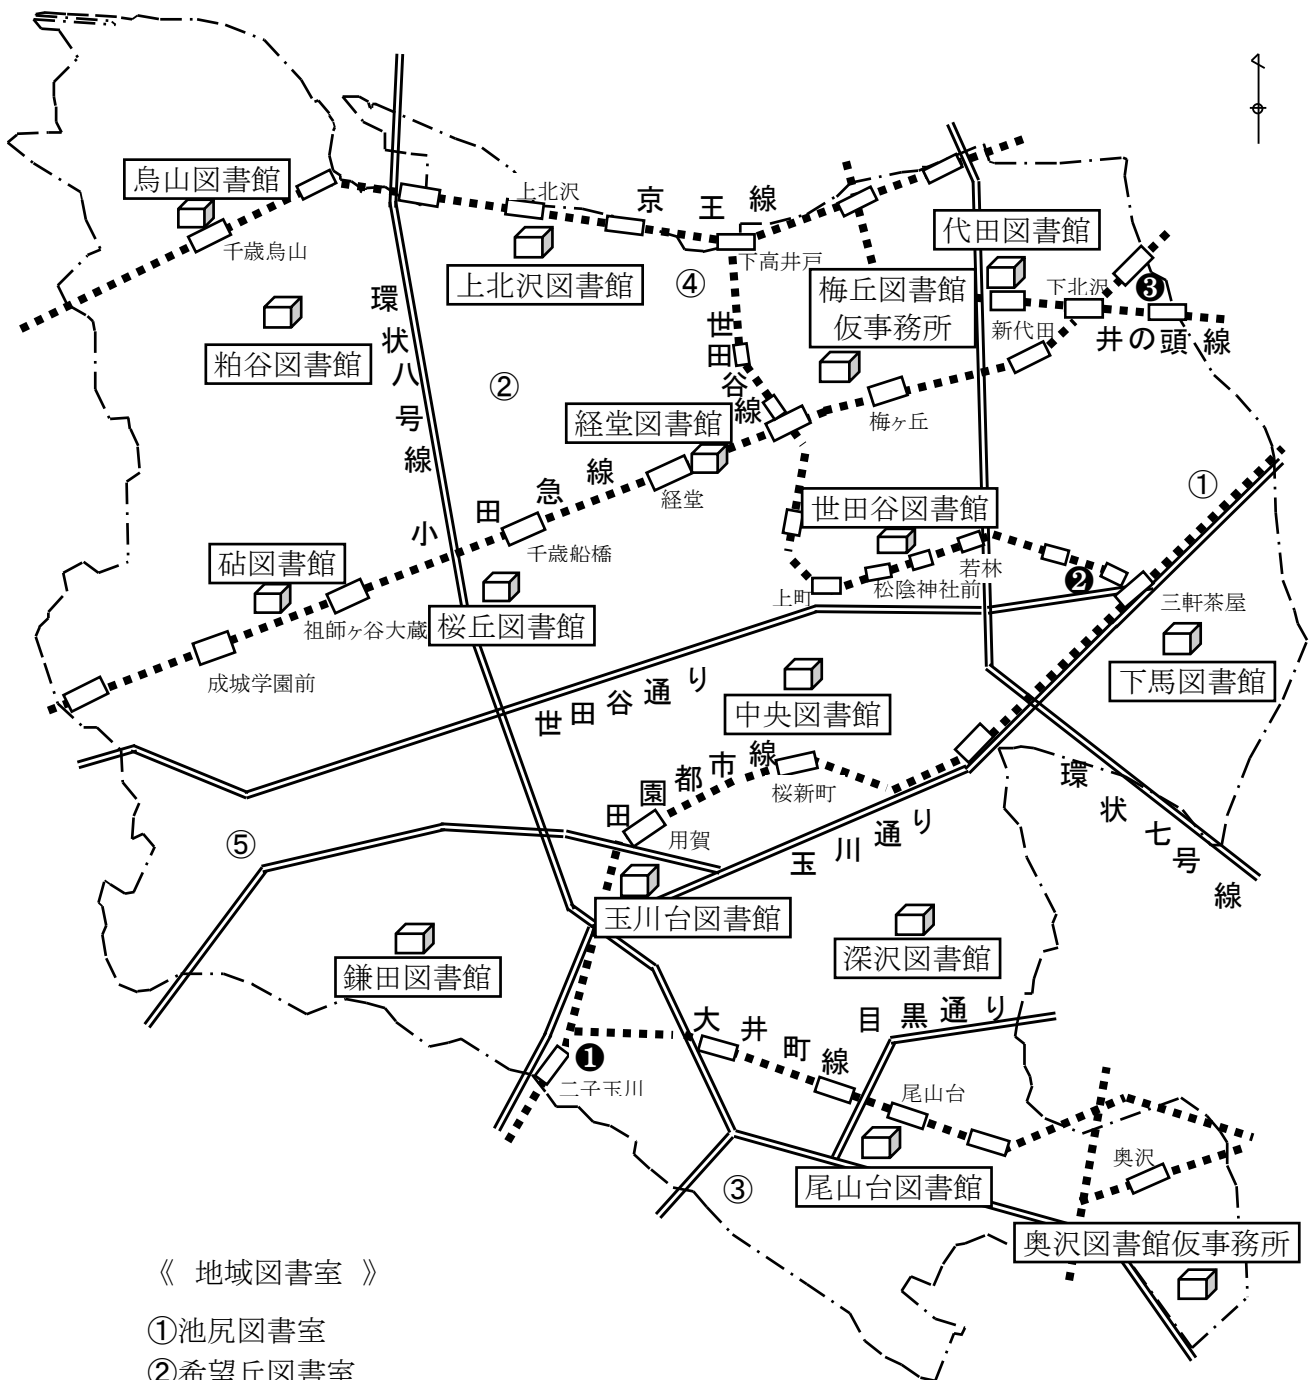 烏山図書館
千歳烏山
上北沢
京王線
上北沢図書館
④
下高井戸
代田図書館
梅丘図書館
仮事務所
下北沢
新代田
❸
井の頭線
環状八号線
粕谷図書館
②
世田谷線
経堂図書館
梅ヶ丘
経堂
小田急線
千歳船橋
①
世田谷図書館
若林
松陰神社前
上町
❷
三軒茶屋
砧図書館
祖師ヶ谷大蔵
成城学園前
桜丘図書館
下馬図書館
中央図書館
世田谷通り
田園都市線
桜新町
用賀
玉川通り
環状七号線
⑤
玉川台図書館
鎌田図書館
深沢図書館
大井町線
目黒通り
❶
二子玉川
尾山台
尾山台図書館
③
奥沢
奥沢図書館仮事務所
《 地域図書室 》
①池尻図書室
②希望丘図書室